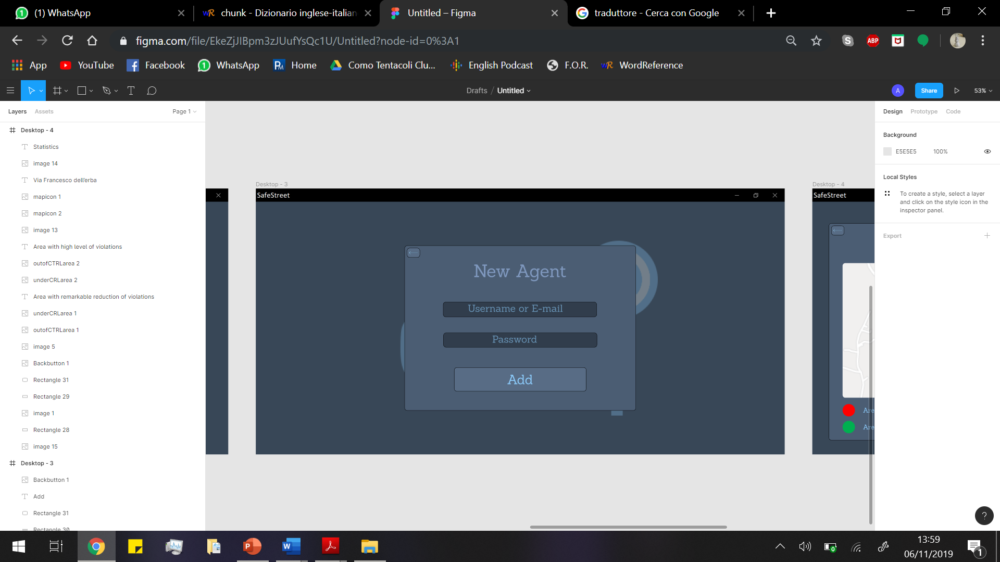 (1) WhatsApp
chunk - Dizionario inglese-italian
Untitled – Figma
traduttore - Cerca con Google
figma.com/file/EkeZjJIBpm3zJUufYsQc1U/Untitled?node-id=0%3A1
ABP
App
YouTube
Facebook
WhatsApp
Home
Como Tentacoli Clu...
English Podcast
F.O.R.
WordReference
Drafts / Untitled
A
Share
53%
Layers
Assets
Page 1
Desktop - 4
Statistics
image 14
Via Francesco dell'erba
mapicon 1
mapicon 2
image 13
Area with high level of violations
outofCTRLarea 2
underCRLarea 2
Area with remarkable reduction of violations
underCRLarea 1
outofCTRLarea 1
image 5
Backbutton 1
Rectangle 31
Rectangle 29
image 1
Rectangle 28
image 15
Desktop - 3
Backbutton 1
Add
Rectangle 31
Rectangle 30
Desktop - 3
SafeStreet
New Agent
Username or E-mail
Password
Add
Desktop - 4
SafeStreet
Are
Are
Design
Prototype
Code
Background
E5E5E5
100%
Local Styles
To create a style, select a layer
and click on the style icon in the
inspector panel.
Export
?
13:59
06/11/2019
1